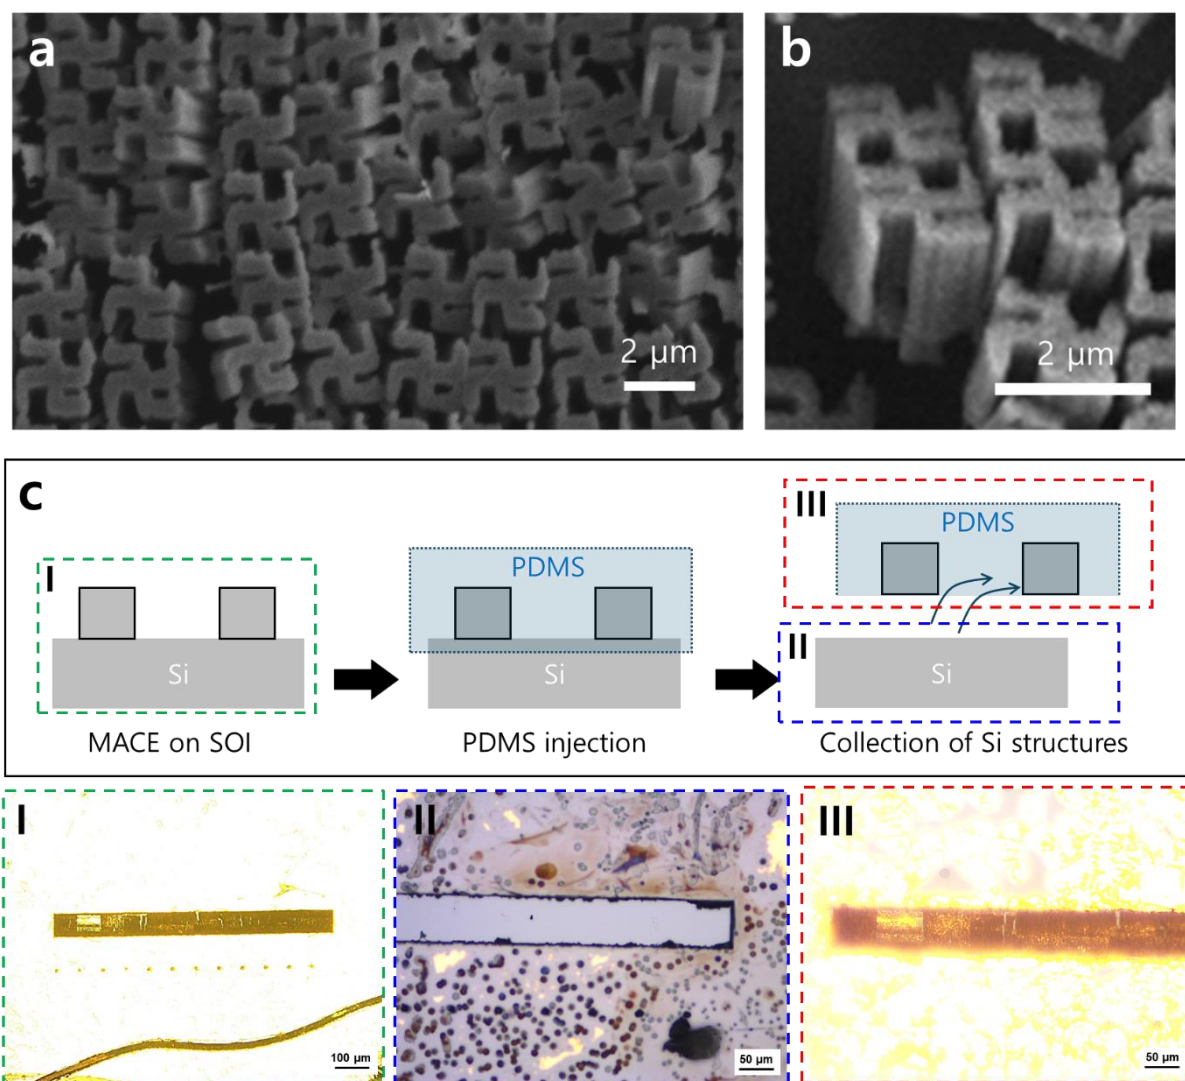 a
2 μm
b
2 μm
c
I
Si
MACE on SOI
PDMS
Si
PDMS injection
III
PDMS
II
Si
Collection of Si structures
I
100 μm
II
50 μm
III
50 μm